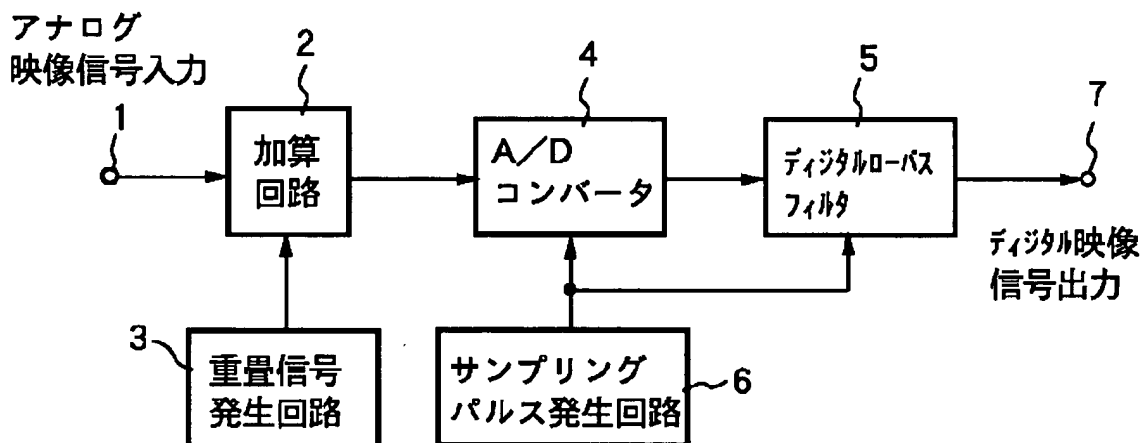 アナログ
映像信号入力
1
2
加算
回路
3
重畳信号
発生回路
4
A/D
コンバータ
5
ディジタルローパス
フィルタ
サンプリング
パルス発生回路
6
7
ディジタル映像
信号出力